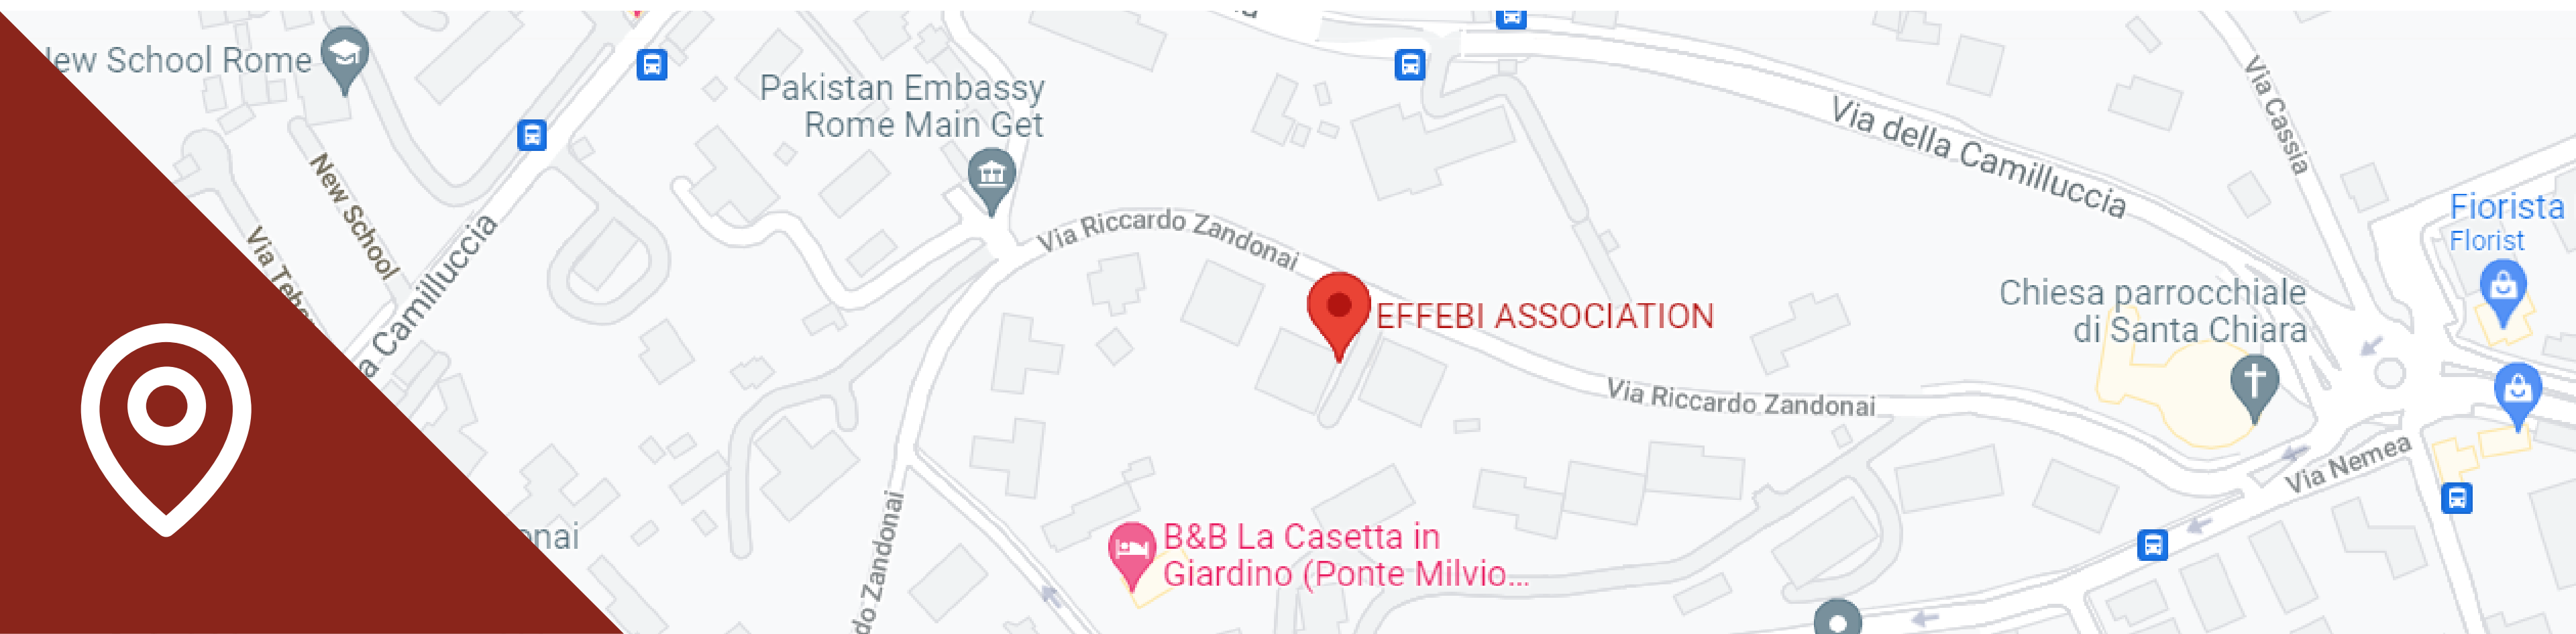 New School Rome
Pakistan Embassy
Rome Main Get
Via della Camilluccia
Via Cassia
New School
Camilluccia
Via Riccardo Zandonai
Fiorista
Florist
EFFEBI ASSOCIATION
Chiesa parrocchiale
di Santa Chiara
Via Riccardo Zandonai
Via Nemea
B&B La Casetta in
Giardino (Ponte Milvio...
Zandonai